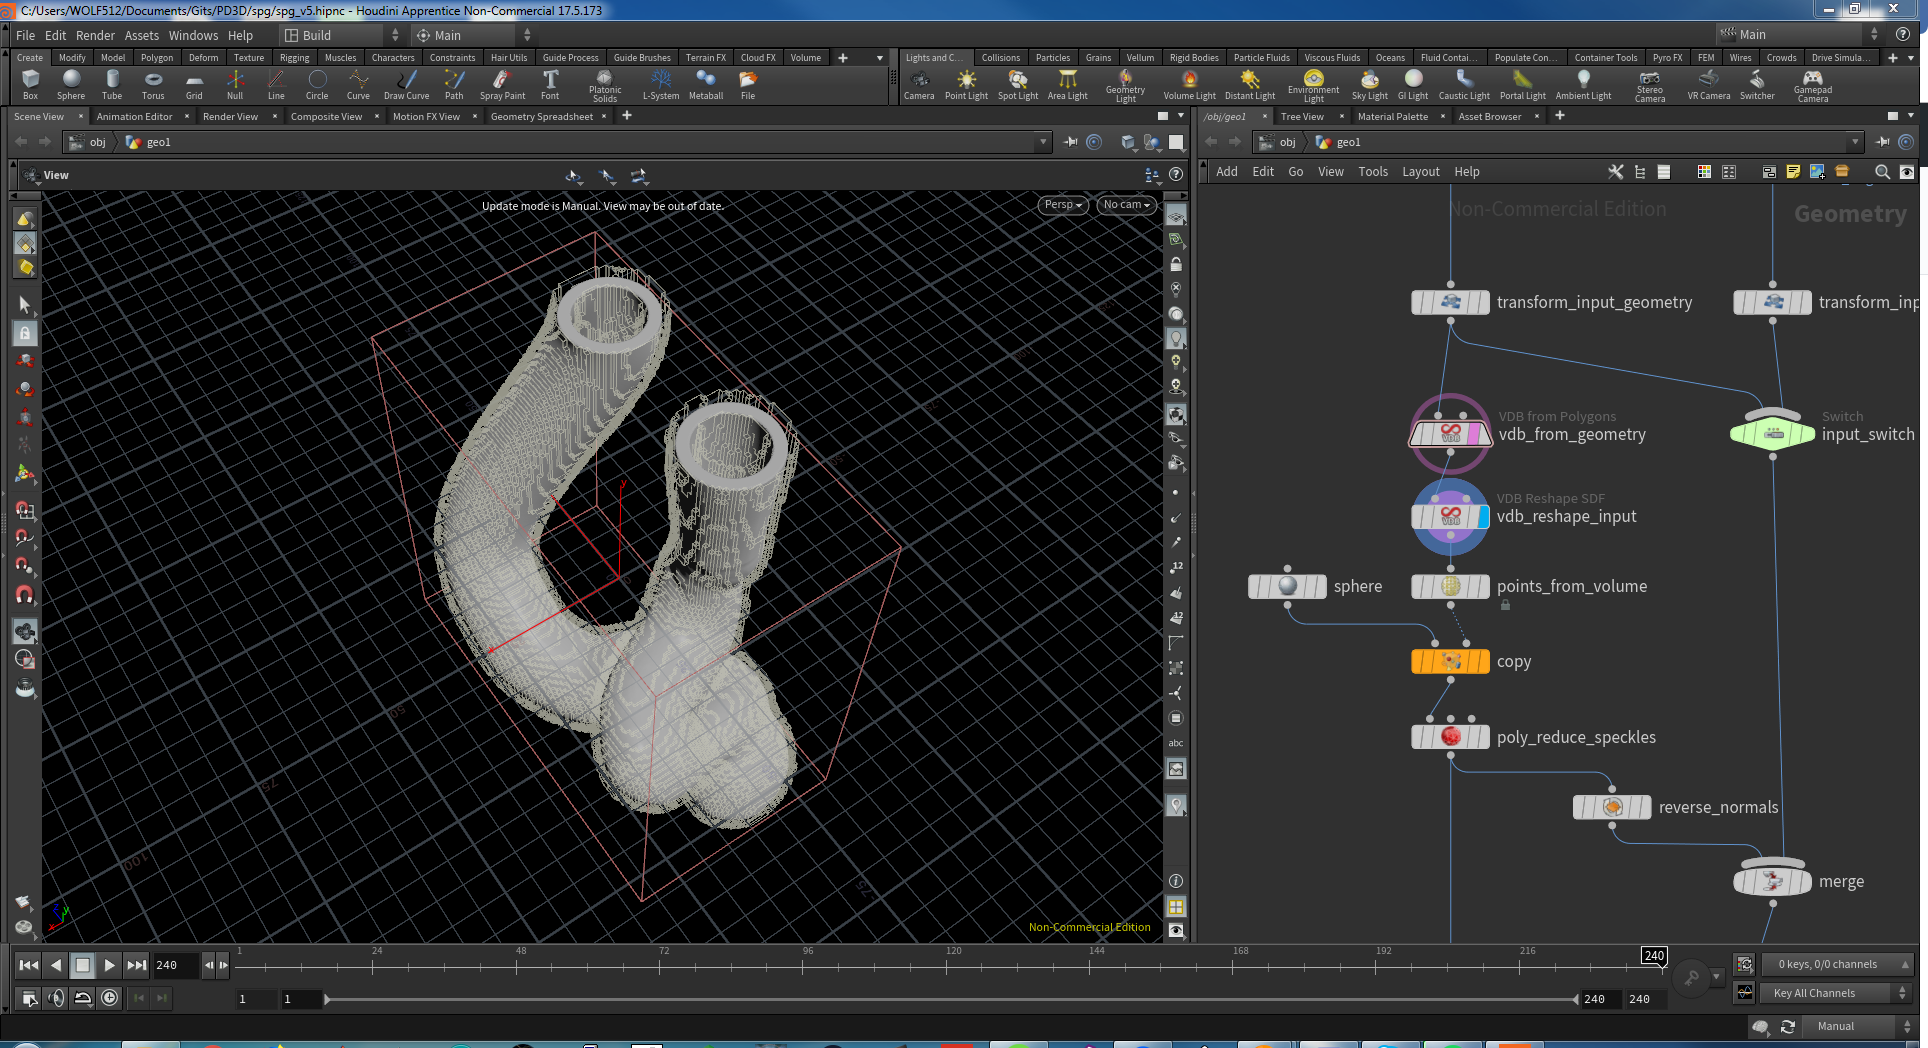 C:/Users/WOLF512/Documents/Gits/PD3D/spg/spg_v5.hipnc - Houdini Apprentice Non-Commercial 17.5.173
File Edit Render Assets Windows Help Build Main Main
Create Modify Model Polygon Deform Texture Rigging Muscles Characters Constraints Hair Utils Guide Process Guide Brushes Terrain FX Cloud FX Volume
Lights and C... Collisions Particles Grains Vellum Rigid Bodies Particle Fluids Viscous Fluids Oceans Fluid Contai... Populate Con... Container Tools Pyro FX FEM Wires Crowds Drive Simula...
Box Sphere Tube Torus Grid Null Line Circle Curve Draw Curve Path Spray Paint Font Platonic Solids L-System Metaball File
Camera Point Light Spot Light Area Light Geometry Light Volume Light Distant Light Environment Light Sky Light GI Light Caustic Light Portal Light Ambient Light Stereo Camera VR Camera Switcher Gamepad Camera
Scene View Animation Editor Render View Composite View Motion FX View Geometry Spreadsheet
/obj/geo1 Tree View Material Palette Asset Browser
obj geo1
obj geo1
View
Add Edit Go View Tools Layout Help
Update mode is Manual. View may be out of date.
Persp No cam
Non-Commercial Edition
Geometry
transform_input_geometry
transform_inp
VDB from Polygons
vdb_from_geometry
Switch
input_switch
VDB Reshape SDF
vdb_reshape_input
sphere
points_from_volume
copy
poly_reduce_speckles
reverse_normals
merge
abc
12
42
y
50
75
100
75
Non-Commercial Edition
240
1 24 48 72 96 120 144 168 192 216 240
0 keys, 0/0 channels
1 1 240 240
Key All Channels
Manual